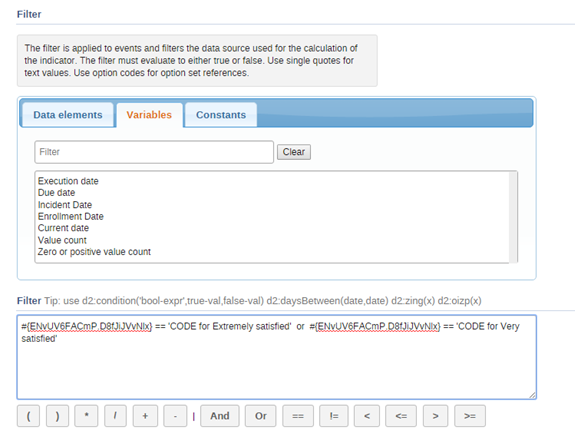 Filter
The filter is applied to events and filters the data source used for the calculation of
the indicator. The filter must evaluate to either true or false. Use single quotes for
text values. Use option codes for option set references.
Data elements Variables Constants
Filter Clear
Execution date
Due date
Incident Date
Enrollment Date
Current date
Value count
Zero or positive value count
Filter Tip: use d2:condition('bool-expr',true-val,false-val) d2:daysBetween(date,date) d2:zing(x) d2:oizp(x)
#{ENvUV6FACmP.D8fJiJVvNlx} == 'CODE for Extremely satisfied' or #{ENvUV6FACmP.D8fJiJVvNlx} == 'CODE for Very
satisfied'
( ) * / + - | And Or == != < <= > >=